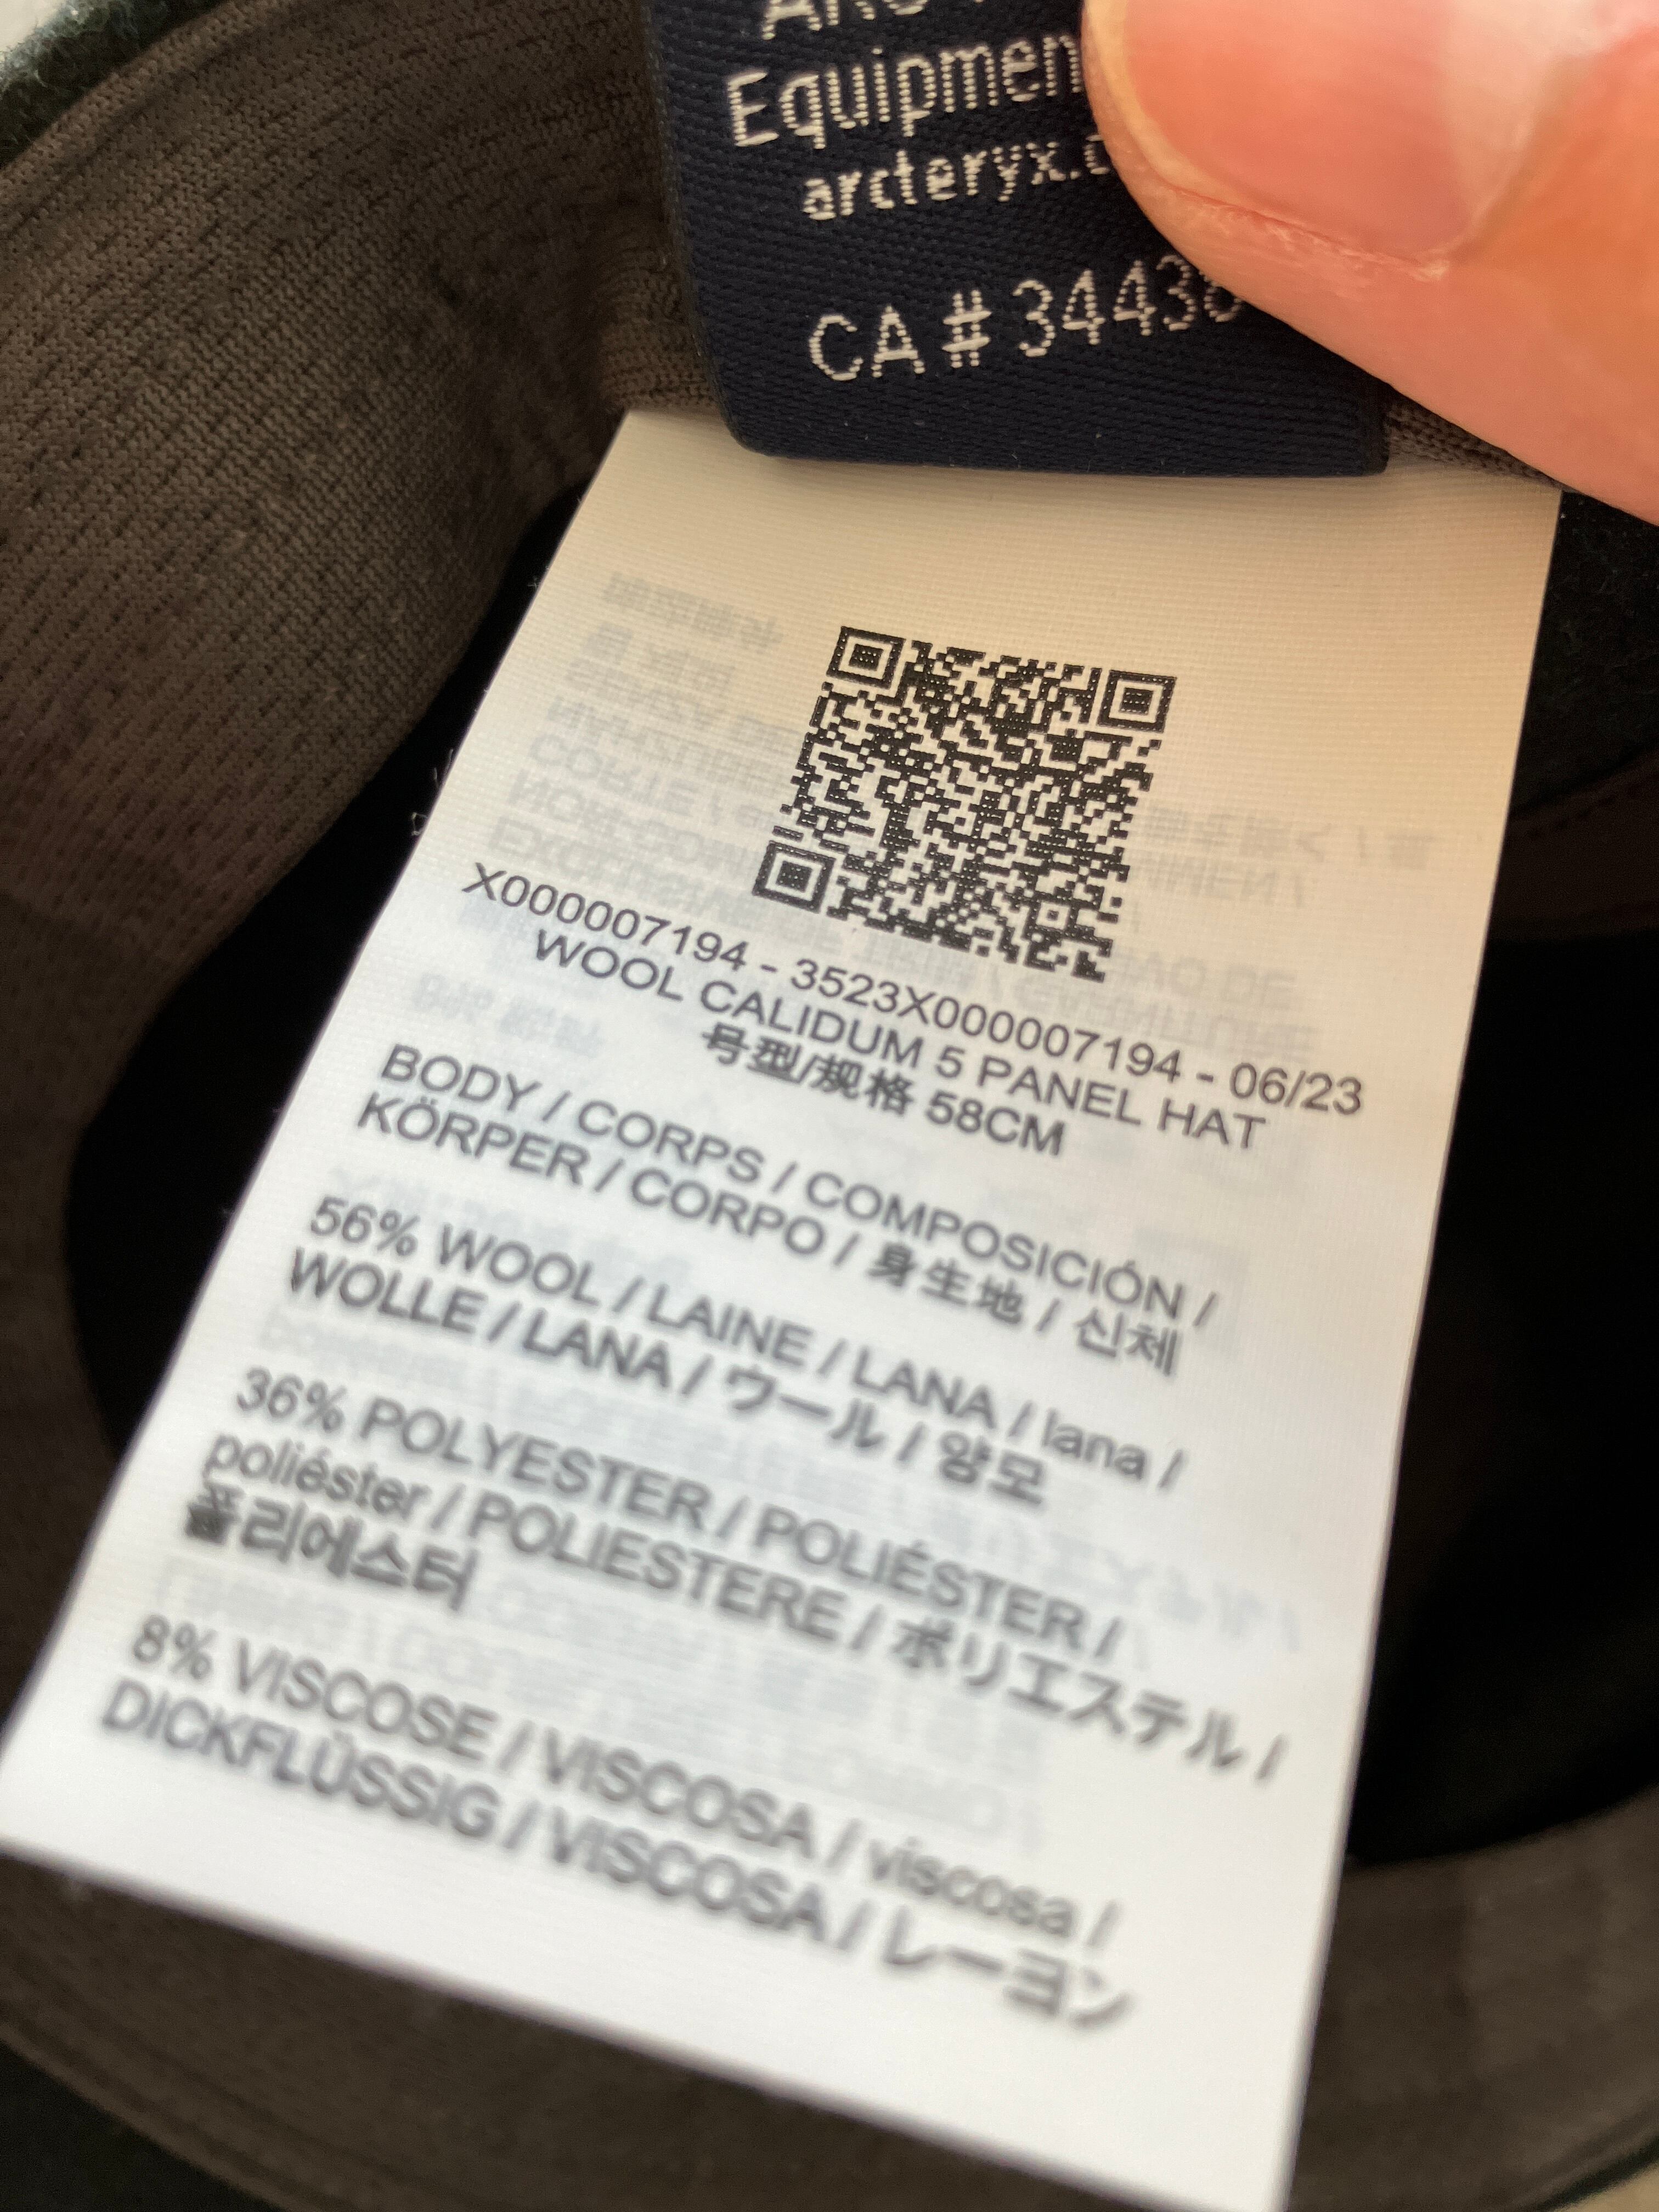 Equipmen
arcteryx.c
CA # 3443
X000007194 - 3523X000007194 - 06/23
WOOL CALIDUM 5 PANEL HAT
号型/规格 58CM
BODY / CORPS / COMPOSICIÓN /
KÖRPER / CORPO / 身生地 / 신체
56% WOOL / LAINE / LANA / lana /
WOLLE / LANA / ウール / 양모
36% POLYESTER / POLIÉSTER /
poliéster / POLIESTERE / ポリエステル /
폴리에스터
8% VISCOSE / VISCOSA / viscosa /
DICKFLÜSSIG / VISCOSA / レーヨン